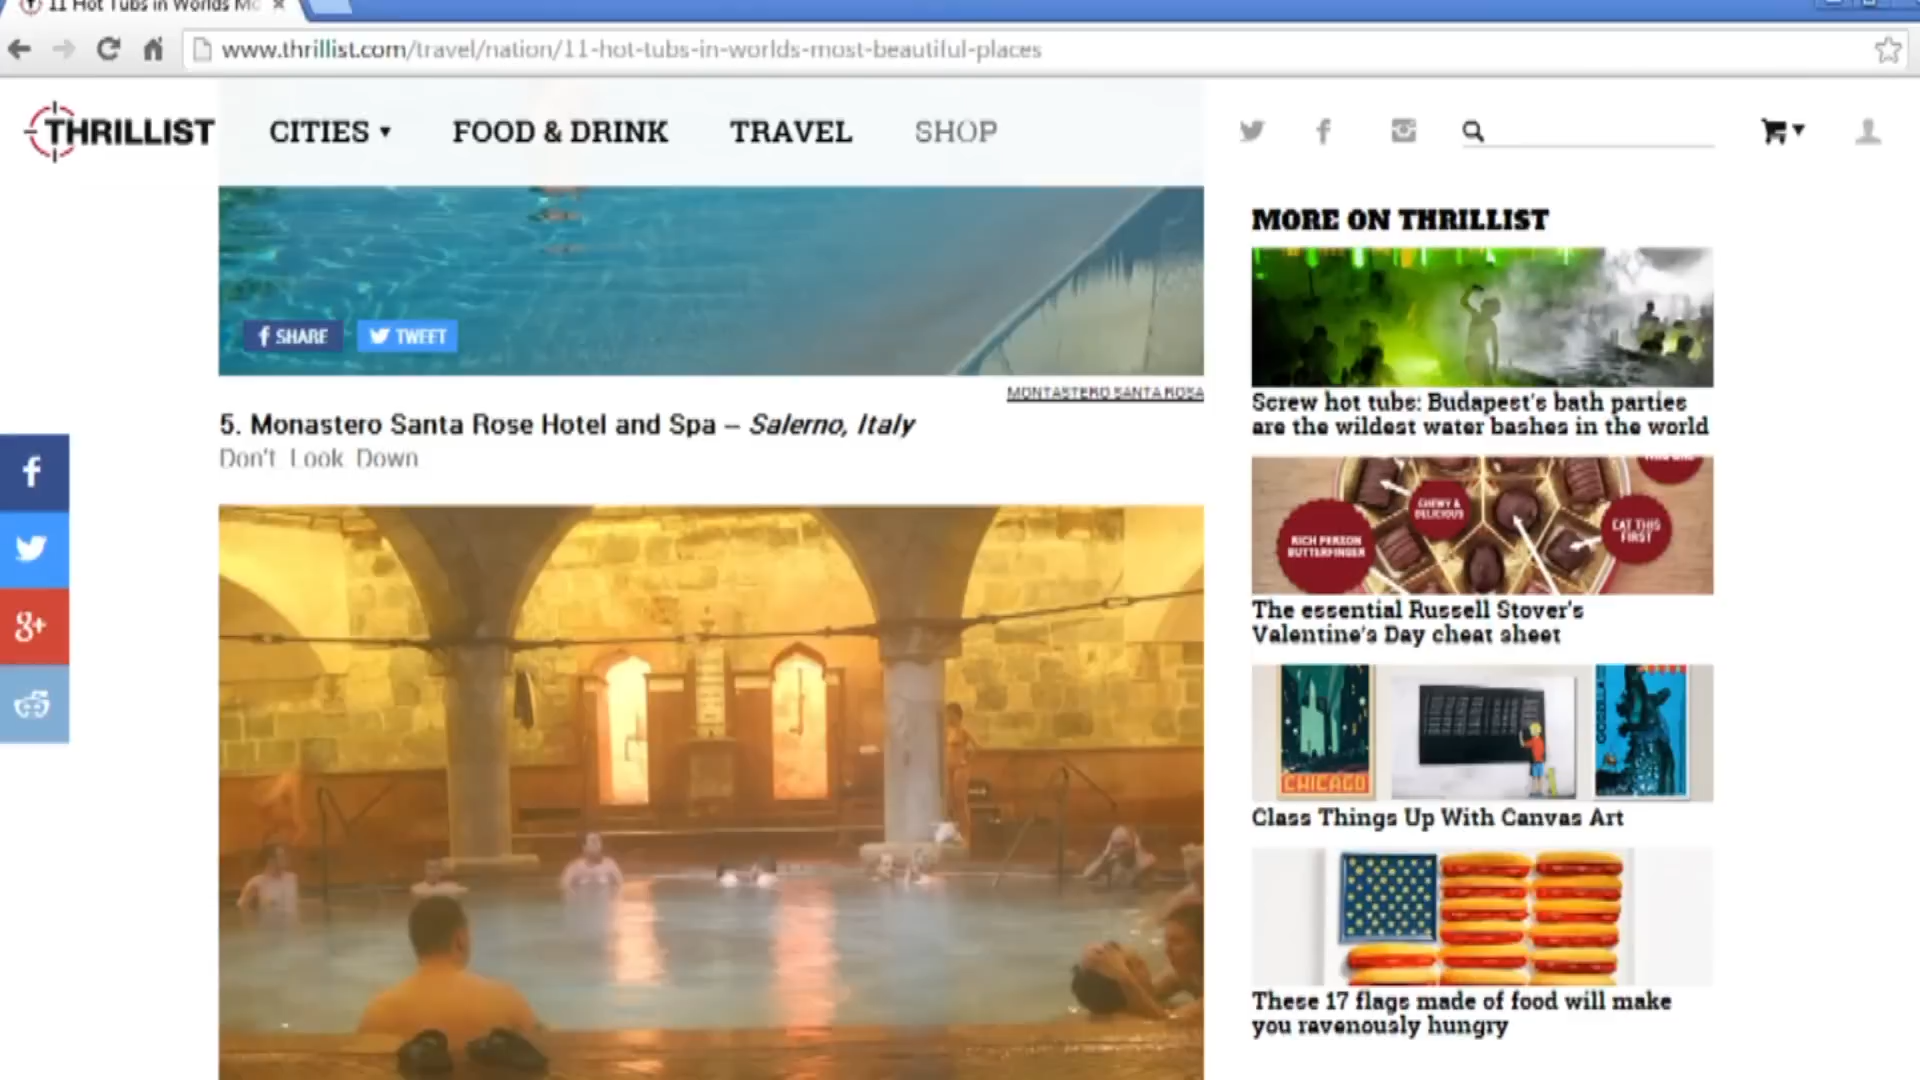 11 Hot Tubs in Worlds Mo
www.thrillist.com/travel/nation/11-hot-tubs-in-worlds-most-beautiful-places
THRILLIST
CITIES FOOD & DRINK TRAVEL SHOP
MORE ON THRILLIST
SHARE TWEET
MONTASTERO SANTA ROSA
5. Monastero Santa Rose Hotel and Spa – Salerno, Italy
Don't Look Down
Screw hot tubs: Budapest's bath parties
are the wildest water bashes in the world
CHEWY &
DELICIOUS
RICH PERSON
BUTTERFINGER
EAT THIS
FIRST
The essential Russell Stover's
Valentine's Day cheat sheet
CHICAGO
Class Things Up With Canvas Art
These 17 flags made of food will make
you ravenously hungry